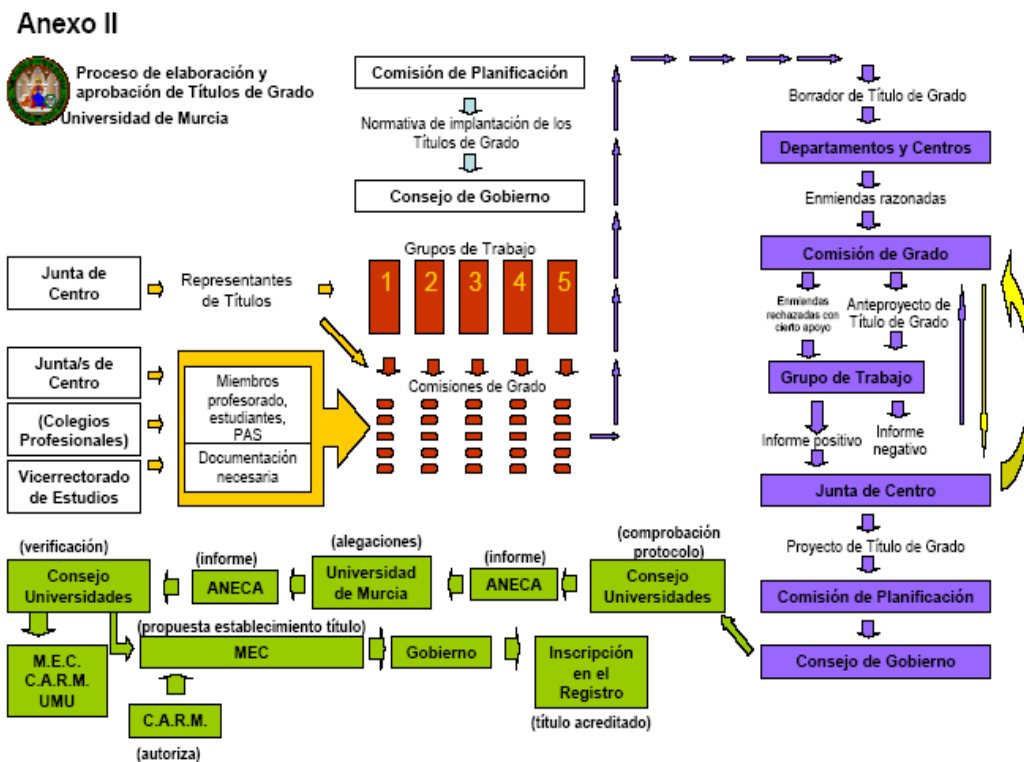 Anexo II
Proceso de elaboración y
aprobación de Títulos de Grado
Universidad de Murcia
Comisión de Planificación
Normativa de implantación de los
Títulos de Grado
Consejo de Gobierno
Grupos de Trabajo
1 2 3 4 5
Junta de
Centro
Representantes
de Títulos
Junta/s de
Centro
(Colegios
Profesionales)
Vicerrectorado
de Estudios
Miembros
profesorado,
estudiantes,
PAS
Documentación
necesaria
Comisiones de Grado
Borrador de Título de Grado
Departamentos y Centros
Enmiendas razonadas
Comisión de Grado
Enmiendas
rechazadas con
cierto apoyo
Anteproyecto de
Título de Grado
Grupo de Trabajo
Informe positivo
Informe
negativo
Junta de Centro
Proyecto de Título de Grado
Comisión de Planificación
Consejo de Gobierno
(comprobación
protocolo)
Consejo
Universidades
(informe)
ANECA
(alegaciones)
Universidad
de Murcia
(informe)
ANECA
(verificación)
Consejo
Universidades
M.E.C.
C.A.R.M.
UMU
(propuesta establecimiento título)
MEC
C.A.R.M.
(autoriza)
Gobierno
Inscripción
en el
Registro
(título acreditado)